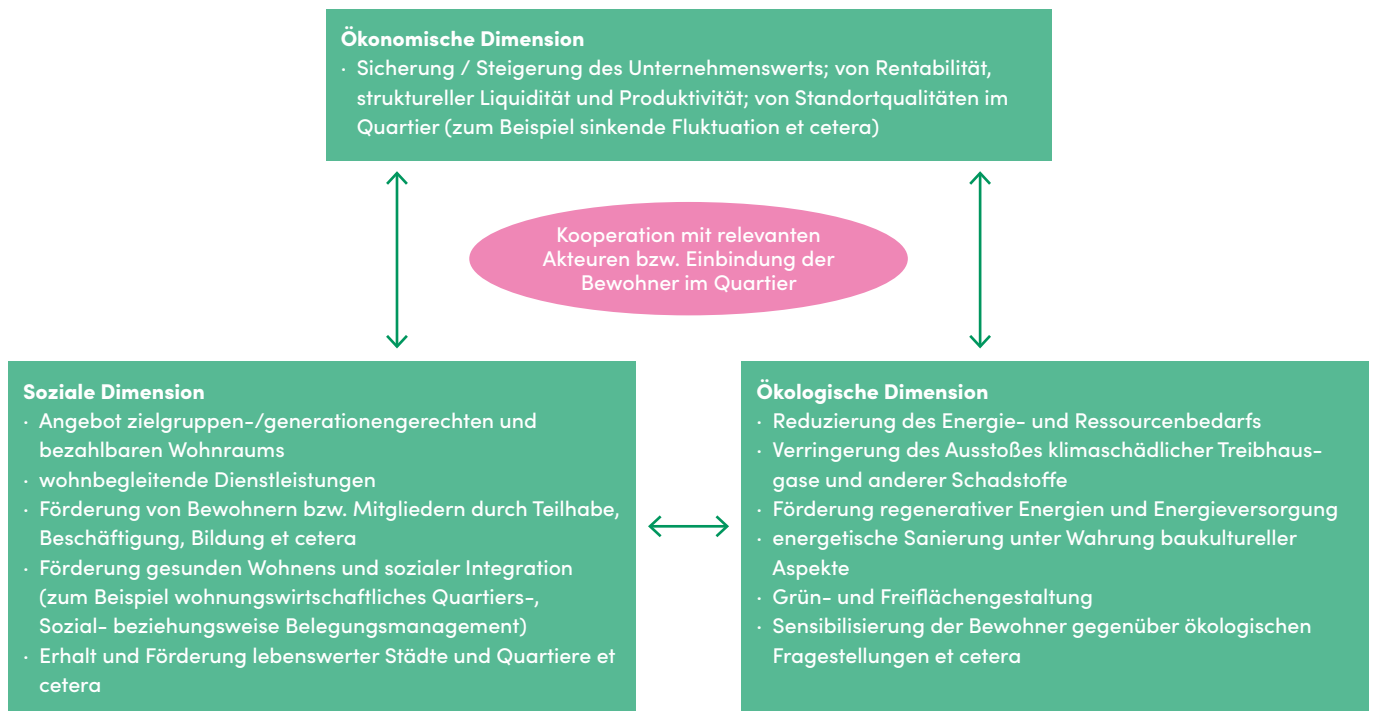 Ökonomische Dimension
· Sicherung / Steigerung des Unternehmenswerts; von Rentabilität,
struktureller Liquidität und Produktivität; von Standortqualitäten im
Quartier (zum Beispiel sinkende Fluktuation et cetera)
Kooperation mit relevanten
Akteuren bzw. Einbindung der
Bewohner im Quartier
Soziale Dimension
· Angebot zielgruppen-/generationengerechten und
bezahlbaren Wohnraums
· wohnbegleitende Dienstleistungen
· Förderung von Bewohnern bzw. Mitgliedern durch Teilhabe,
Beschäftigung, Bildung et cetera
· Förderung gesunden Wohnens und sozialer Integration
(zum Beispiel wohnungswirtschaftliches Quartiers-,
Sozial- beziehungsweise Belegungsmanagement)
· Erhalt und Förderung lebenswerter Städte und Quartiere et
cetera
Ökologische Dimension
· Reduzierung des Energie- und Ressourcenbedarfs
· Verringerung des Ausstoßes klimaschädlicher Treibhaus-
gase und anderer Schadstoffe
· Förderung regenerativer Energien und Energieversorgung
· energetische Sanierung unter Wahrung baukultureller
Aspekte
· Grün- und Freiflächengestaltung
· Sensibilisierung der Bewohner gegenüber ökologischen
Fragestellungen et cetera